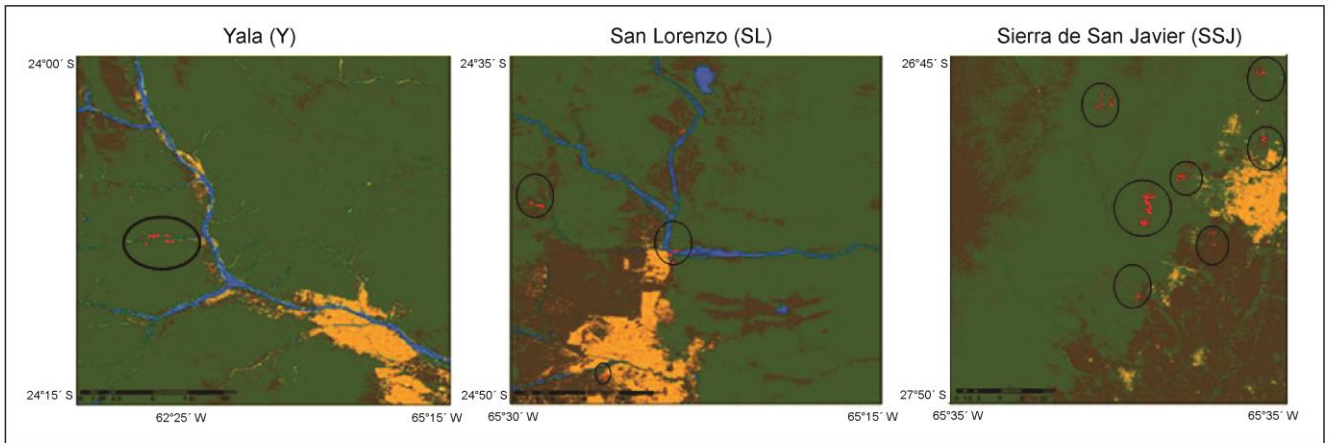 Yala (Y)
San Lorenzo (SL)
Sierra de San Javier (SSJ)
24°00´ S
24°15´ S
62°25´ W
65°15´ W
24°35´ S
24°50´ S
65°30´ W
65°15´ W
26°45´ S
27°50´ S
65°35´ W
65°35´ W